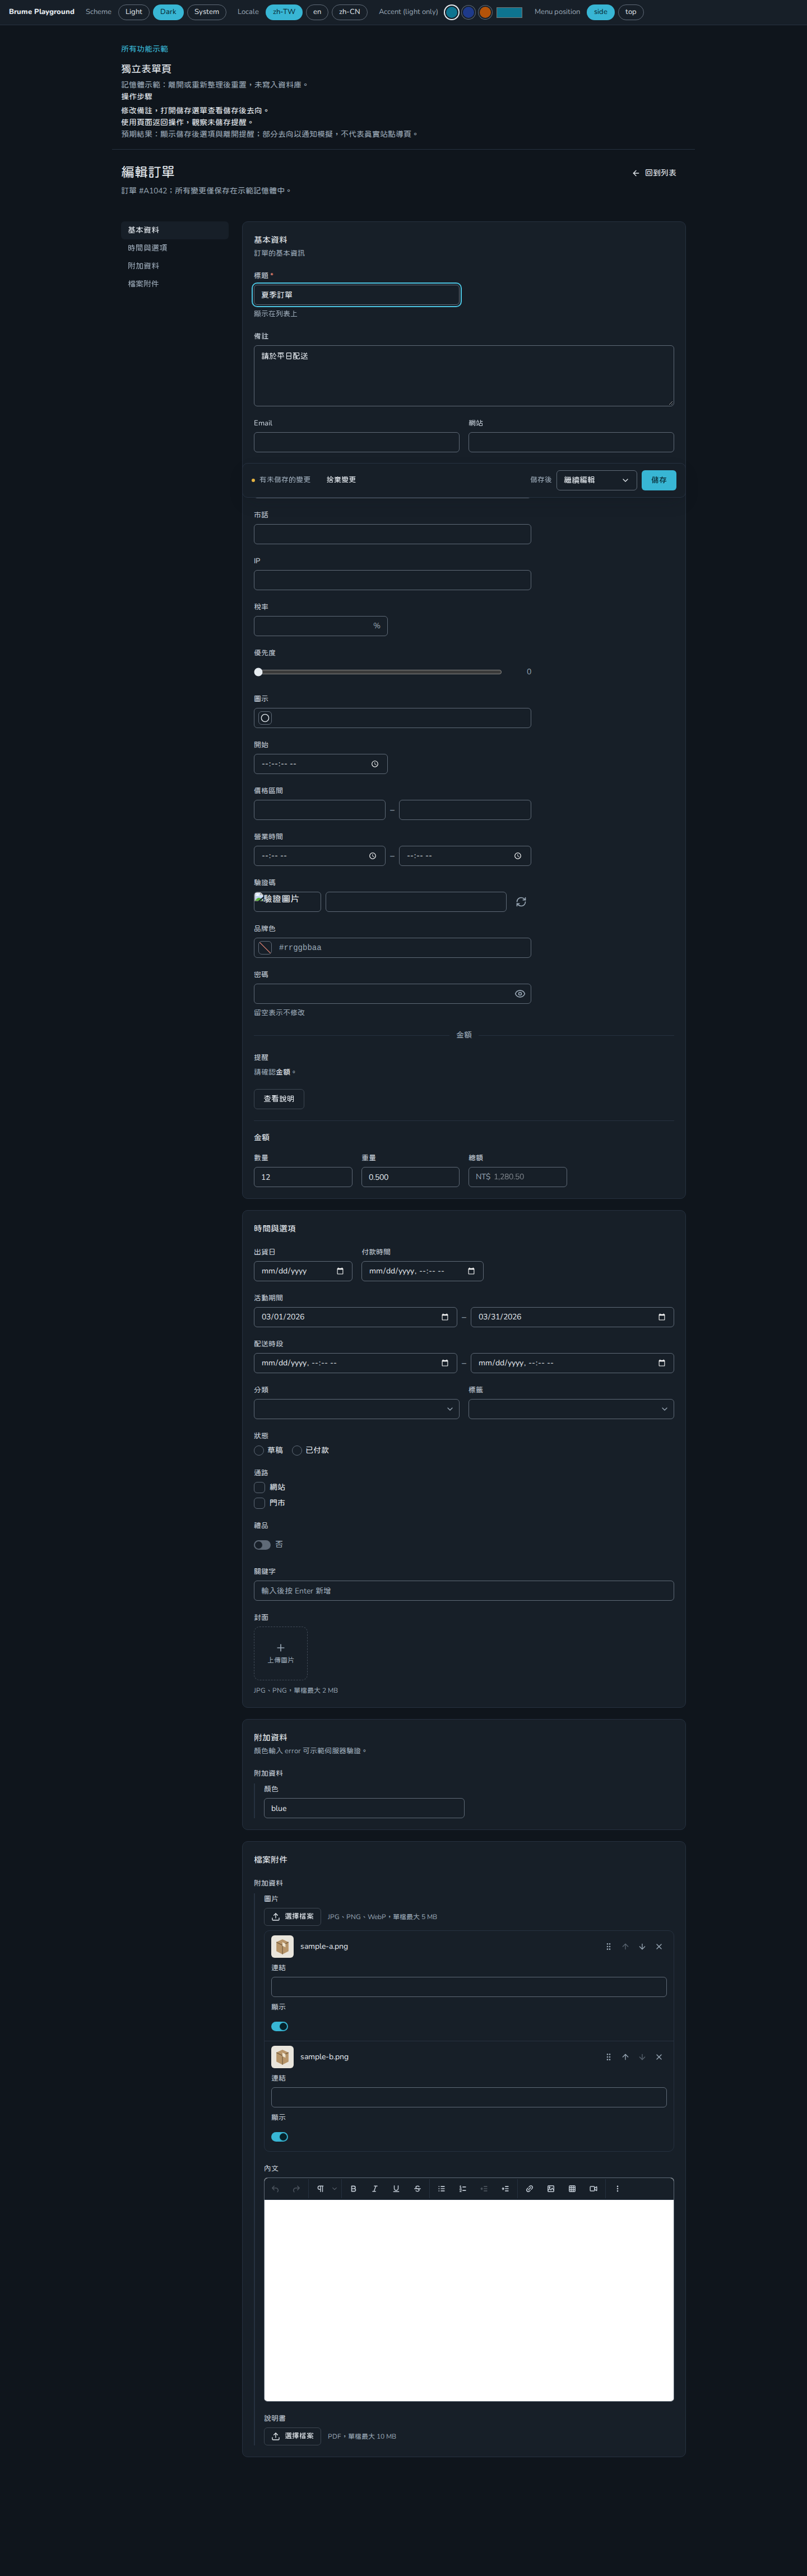 Brume Playground Scheme Light Dark System Locale zh-TW en zh-CN Accent (light only) Menu position side top
所有功能示範
獨立表單頁
記憶體示範：離開或重新整理後重置，未寫入資料庫。
操作步驟
修改備註，打開儲存選單查看儲存後去向。
使用頁面返回操作，觀察未儲存提醒。
預期結果：顯示儲存後選項與離開提醒；部分去向以通知模擬，不代表真實站點導頁。
編輯訂單
回到列表
訂單 #A1042；所有變更僅保存在示範記憶體中。
基本資料
時間與選項
附加資料
檔案附件
基本資料
訂單的基本資訊
標題 *
夏季訂單
顯示在列表上
備註
請於平日配送
Email 網站
有未儲存的變更 捨棄變更 儲存後 繼續編輯 儲存
市話
IP
稅率
%
優先度
0
圖示
開始
--:--:-- --
價格區間
–
營業時間
--:-- -- – --:-- --
驗證碼
驗證圖片
品牌色
#rrggbbaa
密碼
留空表示不修改
金額
提醒
請確認金額。
查看說明
金額
數量 重量 總額
12 0.500 NT$ 1,280.50
時間與選項
出貨日 付款時間
mm/dd/yyyy mm/dd/yyyy, --:-- --
活動期間
03/01/2026 – 03/31/2026
配送時段
mm/dd/yyyy, --:-- -- – mm/dd/yyyy, --:-- --
分類 標籤
狀態
草稿 已付款
通路
網站
門市
禮品
否
關鍵字
輸入後按 Enter 新增
封面
上傳圖片
JPG、PNG，單檔最大 2 MB
附加資料
顏色輸入 error 可示範伺服器驗證。
附加資料
顏色
blue
檔案附件
附加資料
圖片
選擇檔案 JPG、PNG、WebP，單檔最大 5 MB
sample-a.png
連結
顯示
sample-b.png
連結
顯示
內文
說明書
選擇檔案 PDF，單檔最大 10 MB